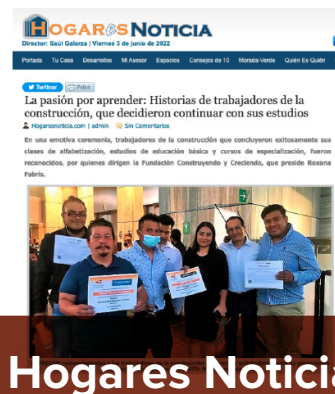 HOGARESNOTICIA
Director: Saúl Galarza | Viernes 3 de junio de 2022
Portada Tu Casa Desarrollos Mi Asesor Espacios Consejos de 10 Morada-Verde Quién Es Quién
Twittear Print
La pasión por aprender: Historias de trabajadores de la
construcción, que decidieron continuar con sus estudios
Hogaresnoticia.com | admin Sin Comentarios
En una emotiva ceremonia, trabajadores de la construcción que concluyeron exitosamente sus
clases de alfabetización, estudios de educación básica y cursos de especialización, fueron
reconocidos, por quienes dirigen la Fundación Construyendo y Creciendo, que preside Roxana
Fabris.
Hogares Noticia